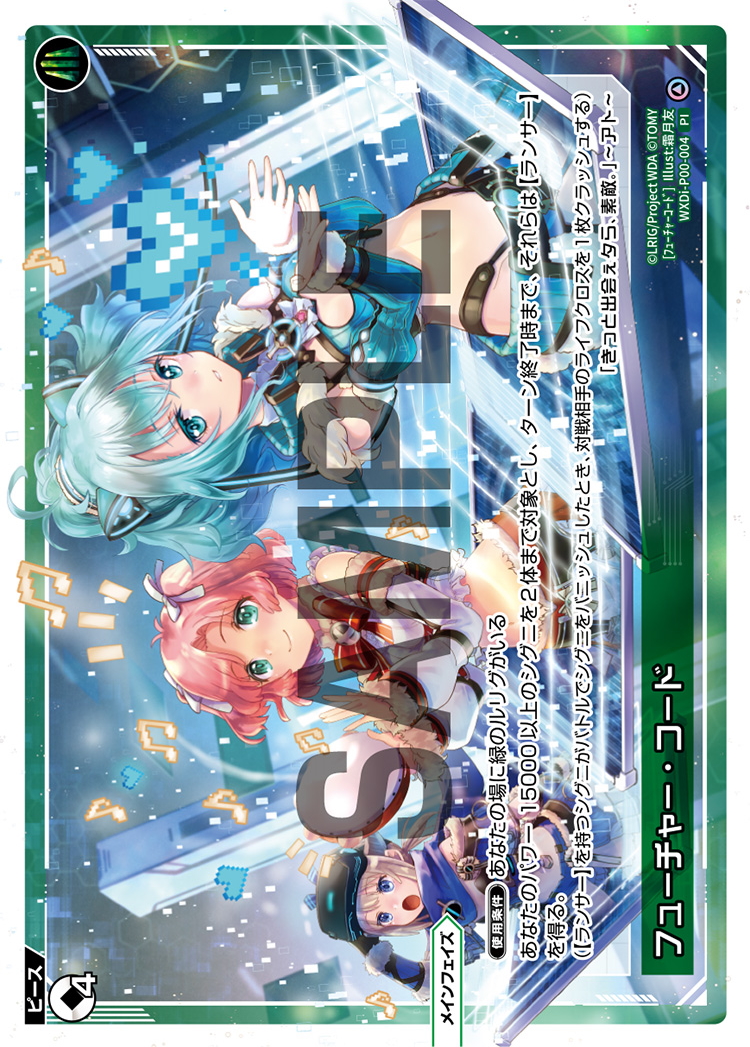 ピース
4
SAMPLE
メインフェイズ
使用条件 あなたの場に緑のルリグがいる
あなたのパワー 15000 以上のシグニを2体まで対象とし、ターン終了時まで、それらは【ランサー】
を得る。
（【ランサー】を持つシグニがバトルでシグニをバニッシュしたとき、対戦相手のライフクロスを1枚クラッシュする）
「きっと出会ぇタら、素敵。」～アト～
フューチャー・コード
©LRIG/Project WDA ©TOMY
[ﾌｭｰﾁｬｰｺｰﾄﾞ] Illust:霜月友
WXDi-P00-004 PI